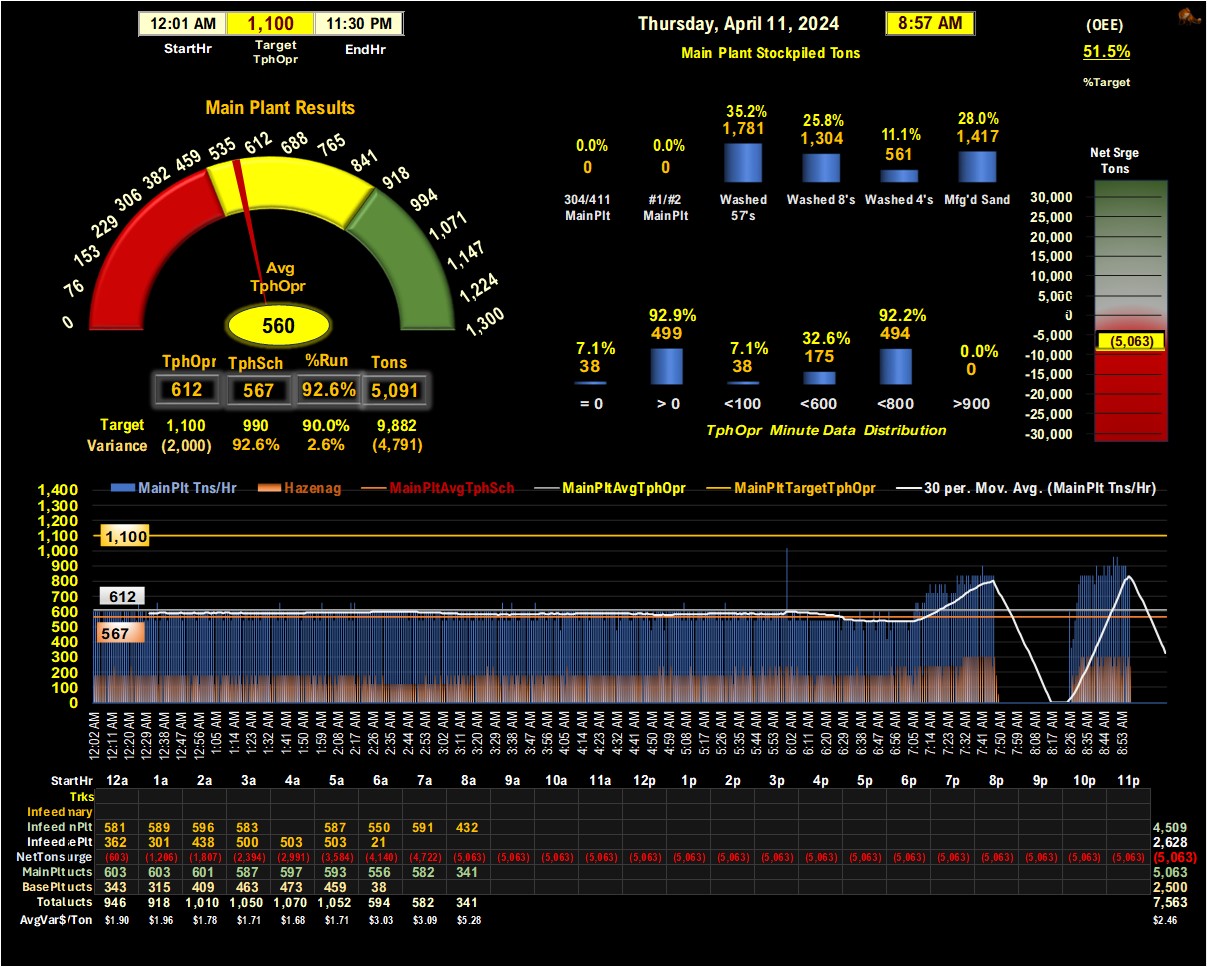 12:01 AM 1,100 11:30 PM
StartHr Target TphOpr EndHr
Thursday, April 11, 2024 8:57 AM
Main Plant Stockpiled Tons
(OEE)
51.5%
%Target
Main Plant Results
0 76 153 229 306 382 459 535 612 688 765 841 918 994 1,071 1,147 1,224 1,300
Avg
TphOpr
560
TphOpr TphSch %Run Tons
612 567 92.6% 5,091
Target 1,100 990 90.0% 9,882
Variance (2,000) 92.6% 2.6% (4,791)
0.0% 0.0% 35.2% 25.8% 11.1% 28.0%
0 0 1,781 1,304 561 1,417
304/411 MainPlt #1/#2 MainPlt Washed 57's Washed 8's Washed 4's Mfg'd Sand
7.1% 92.9% 7.1% 32.6% 92.2% 0.0%
38 499 38 175 494 0
= 0 > 0 <100 <600 <800 >900
TphOpr Minute Data Distribution
Net Srge
Tons
30,000
25,000
20,000
15,000
10,000
5,000
0
-5,000
(5,063)
-10,000
-15,000
-20,000
-25,000
-30,000
MainPlt Tns/Hr Hazenag MainPltAvgTphSch MainPltAvgTphOpr MainPltTargetTphOpr 30 per. Mov. Avg. (MainPlt Tns/Hr)
1,400
1,300
1,200
1,100
1,000
900
800
700
600
500
400
300
200
100
0
1,100
612
567
12:02 AM 12:11 AM 12:20 AM 12:29 AM 12:38 AM 12:47 AM 12:56 AM 1:05 AM 1:14 AM 1:23 AM 1:32 AM 1:41 AM 1:50 AM 1:59 AM 2:08 AM 2:17 AM 2:26 AM 2:35 AM 2:44 AM 2:53 AM 3:02 AM 3:11 AM 3:20 AM 3:29 AM 3:38 AM 3:47 AM 3:56 AM 4:05 AM 4:14 AM 4:23 AM 4:32 AM 4:41 AM 4:50 AM 4:59 AM 5:08 AM 5:17 AM 5:26 AM 5:35 AM 5:44 AM 5:53 AM 6:02 AM 6:11 AM 6:20 AM 6:29 AM 6:38 AM 6:47 AM 6:56 AM 7:05 AM 7:14 AM 7:23 AM 7:32 AM 7:41 AM 7:50 AM 7:59 AM 8:08 AM 8:17 AM 8:26 AM 8:35 AM 8:44 AM 8:53 AM
StartHr 12a 1a 2a 3a 4a 5a 6a 7a 8a 9a 10a 11a 12p 1p 2p 3p 4p 5p 6p 7p 8p 9p 10p 11p
Trks
Infeed mary
Infeed nPlt 581 589 596 583 587 550 591 432 4,509
Infeed ePlt 362 301 438 500 503 503 21 2,628
NetTons urge (603) (1,206) (1,807) (2,394) (2,991) (3,584) (4,140) (4,722) (5,063) (5,063) (5,063) (5,063) (5,063) (5,063) (5,063) (5,063) (5,063) (5,063) (5,063) (5,063) (5,063) (5,063) (5,063) (5,063) (5,063)
MainPlt ucts 603 603 601 587 597 593 556 582 341 5,063
BasePlt ucts 343 315 409 463 473 459 38 2,500
Total ucts 946 918 1,010 1,050 1,070 1,052 594 582 341 7,563
AvgVar$/Ton $1.90 $1.96 $1.78 $1.71 $1.68 $1.71 $3.03 $3.09 $5.28 $2.46